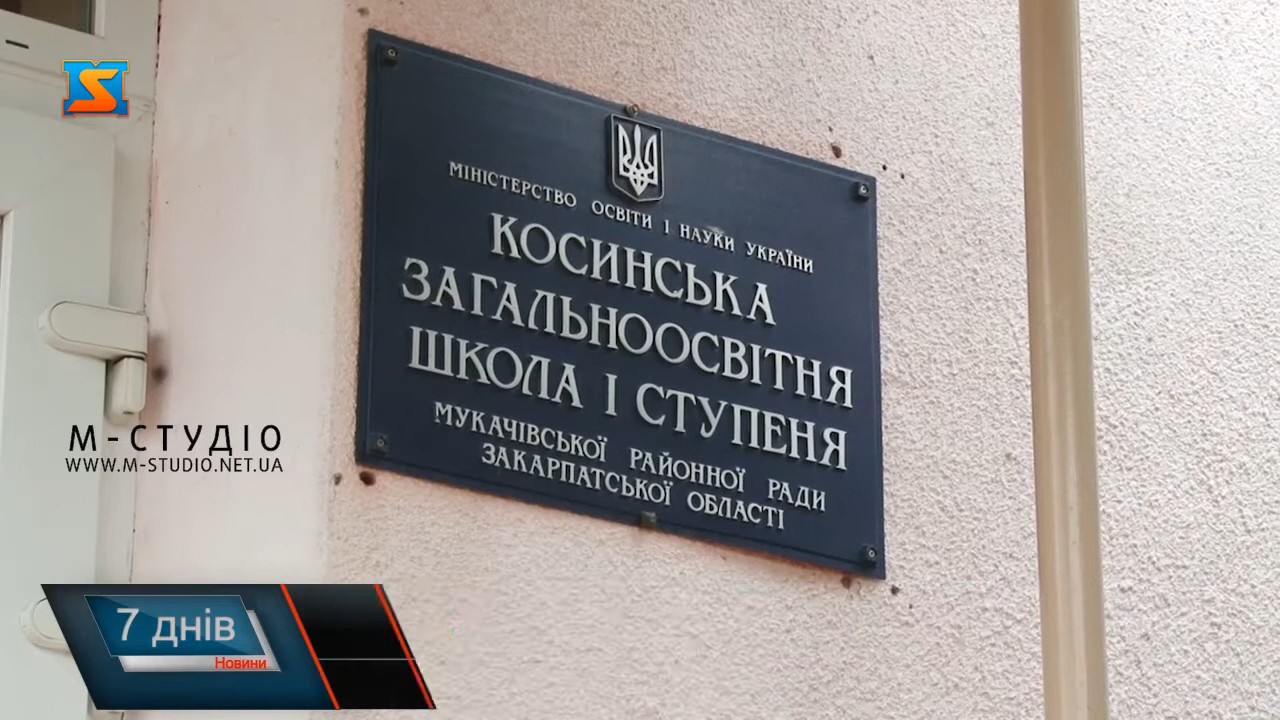 МІНІСТЕРСТВО ОСВІТИ І НАУКИ УКРАЇНИ
КОСИНСЬКА
ЗАГАЛЬНООСВІТНЯ
ШКОЛА І СТУПЕНЯ
МУКАЧІВСЬКОЇ РАЙОННОЇ РАДИ
ЗАКАРПАТСЬКОЇ ОБЛАСТІ
М-СТУДІО
WWW.M-STUDIO.NET.UA
7 днів
Новини